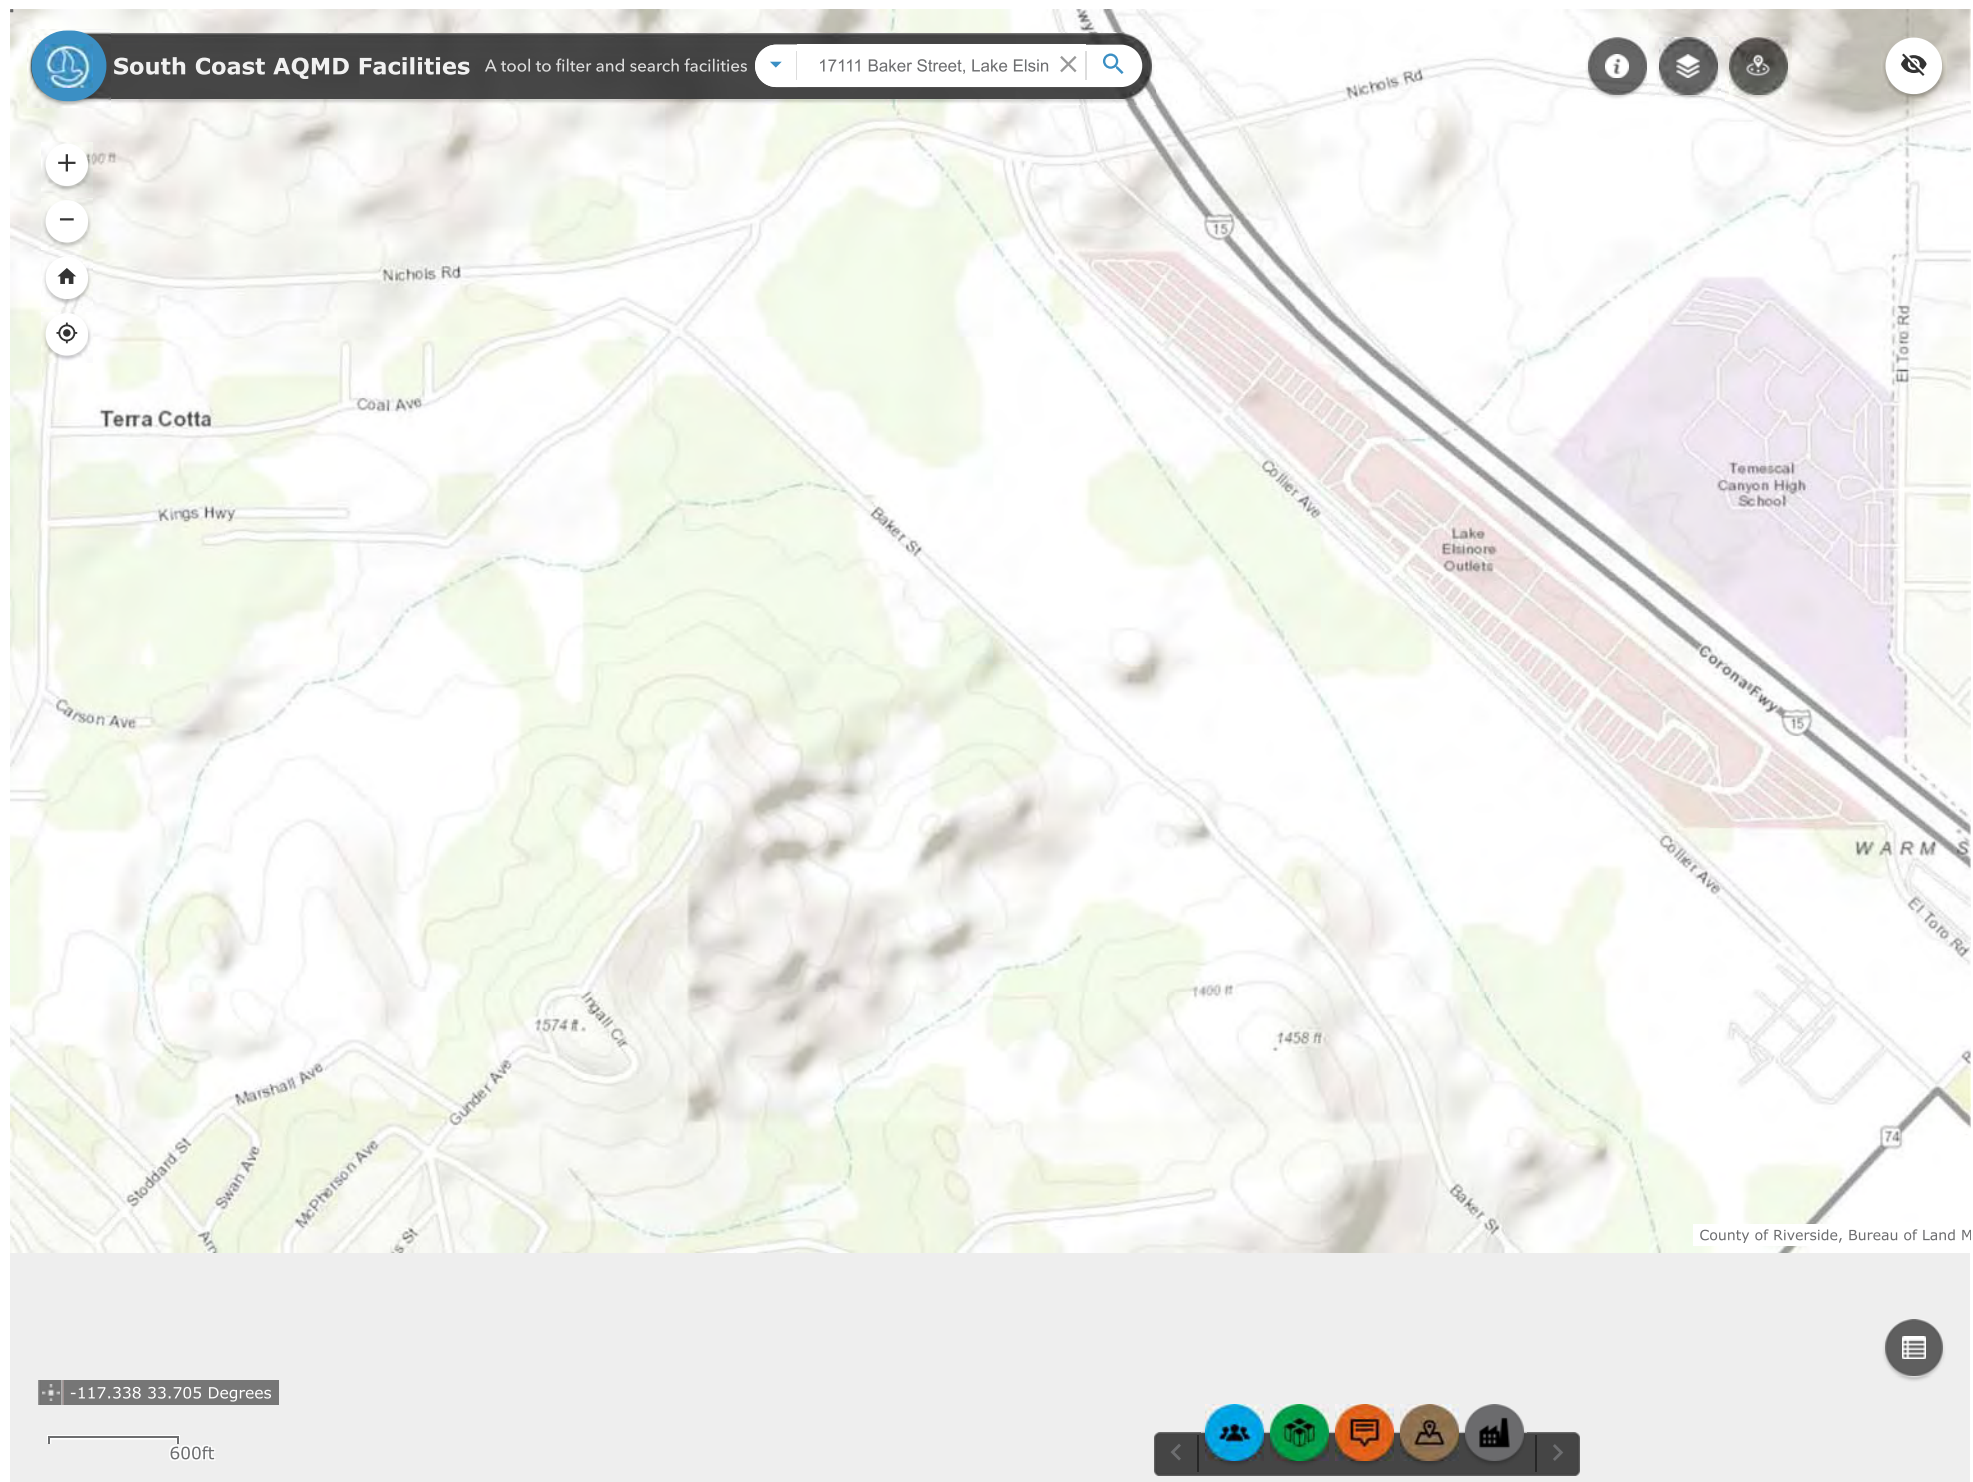 South Coast AQMD Facilities
A tool to filter and search facilities
17111 Baker Street, Lake Elsin
Nichols Rd
15
Nichols Rd
El Toro Rd
Coal Ave
Terra Cotta
Temescal
Canyon High
School
Collier Ave
Kings Hwy
Baker St
Lake
Elsinore
Outlets
Corona Fwy
15
Carson Ave
WARM S
Collier Ave
El Toro Rd
1400 ft
Ingall Cir
1574 ft
1458 ft
Marshall Ave
Gunder Ave
74
Stoddard St
Swan Ave
McPherson Ave
Baker St
s St
County of Riverside, Bureau of Land M
-117.338 33.705 Degrees
600ft